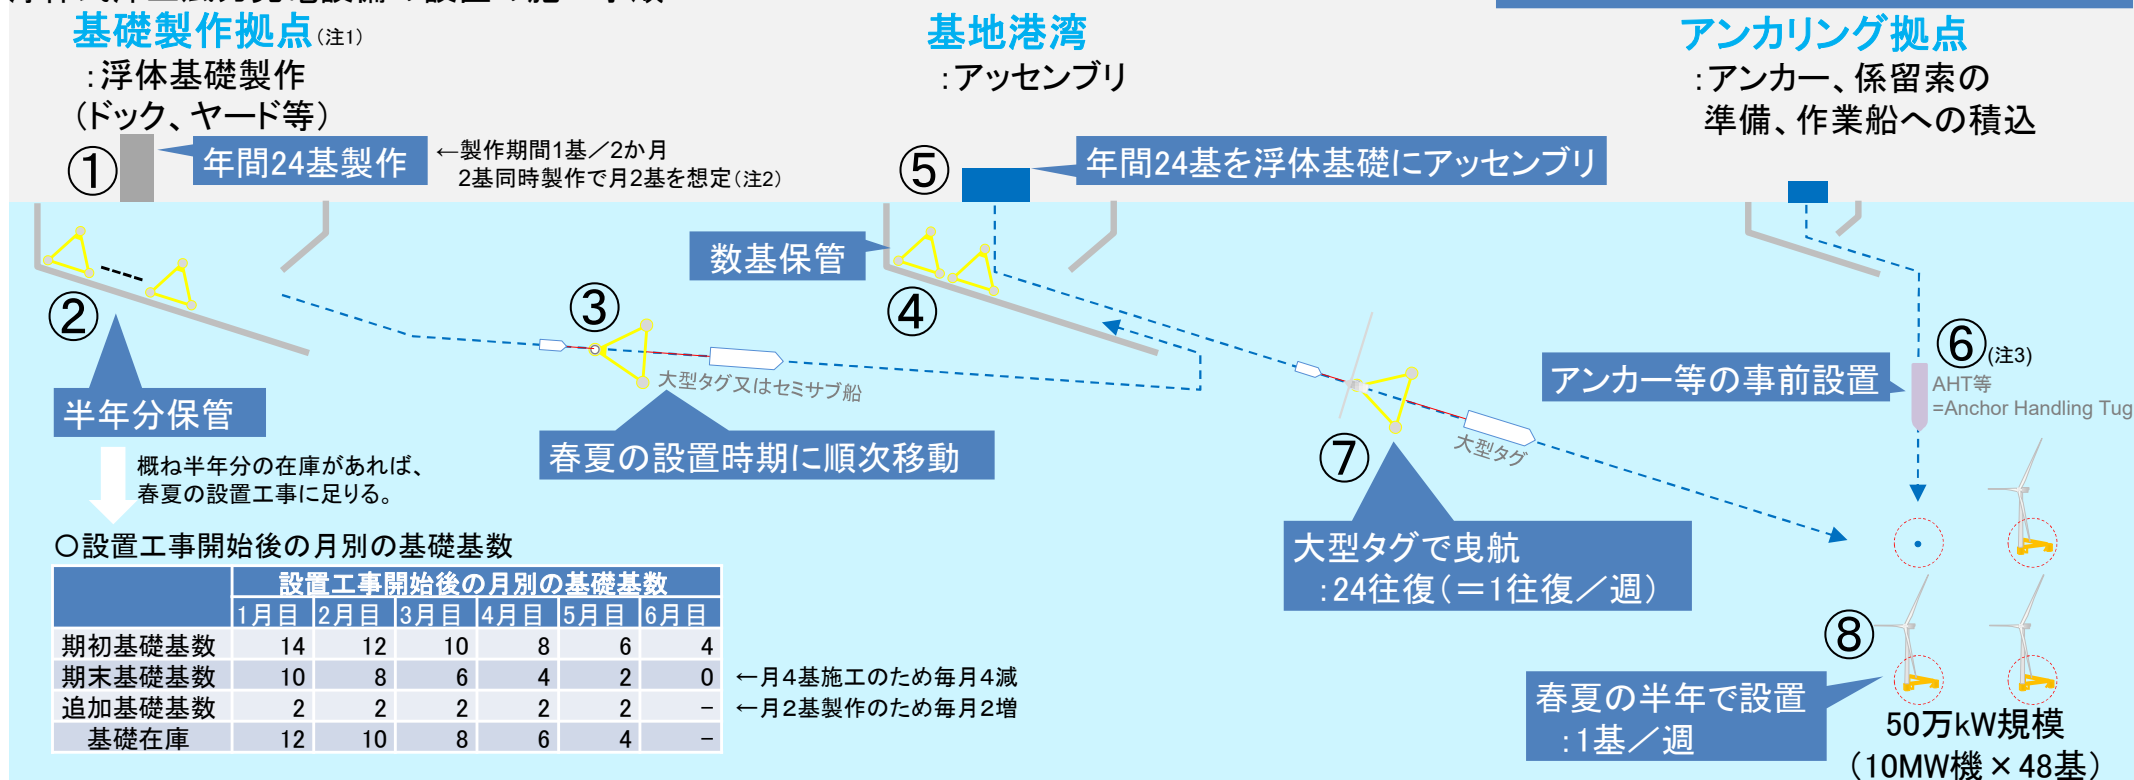 基礎製作拠点(注1)
:浮体基礎製作
(ドック、ヤード等)
①
年間24基製作
←製作期間1基/2か月
2基同時製作で月2基を想定(注2)
基地港湾
:アッセンブリ
⑤
年間24基を浮体基礎にアッセンブリ
アンカリング拠点
:アンカー、係留索の
準備、作業船への積込
②
半年分保管
概ね半年分の在庫があれば、
春夏の設置工事に足りる。
③
大型タグ又はセミサブ船
春夏の設置時期に順次移動
数基保管
④
⑥(注3)
アンカー等の事前設置
AHT等
=Anchor Handling Tug
⑦
大型タグ
大型タグで曳航
:24往復(=1往復/週)
⑧
春夏の半年で設置
:1基/週
50万kW規模
(10MW機×48基)
〇設置工事開始後の月別の基礎基数
設置工事開始後の月別の基礎基数
1月目 2月目 3月目 4月目 5月目 6月目
期初基礎基数 14 12 10 8 6 4
期末基礎基数 10 8 6 4 2 0 ←月4基施工のため毎月4減
追加基礎基数 2 2 2 2 2 － ←月2基製作のため毎月2増
基礎在庫 12 10 8 6 4 －